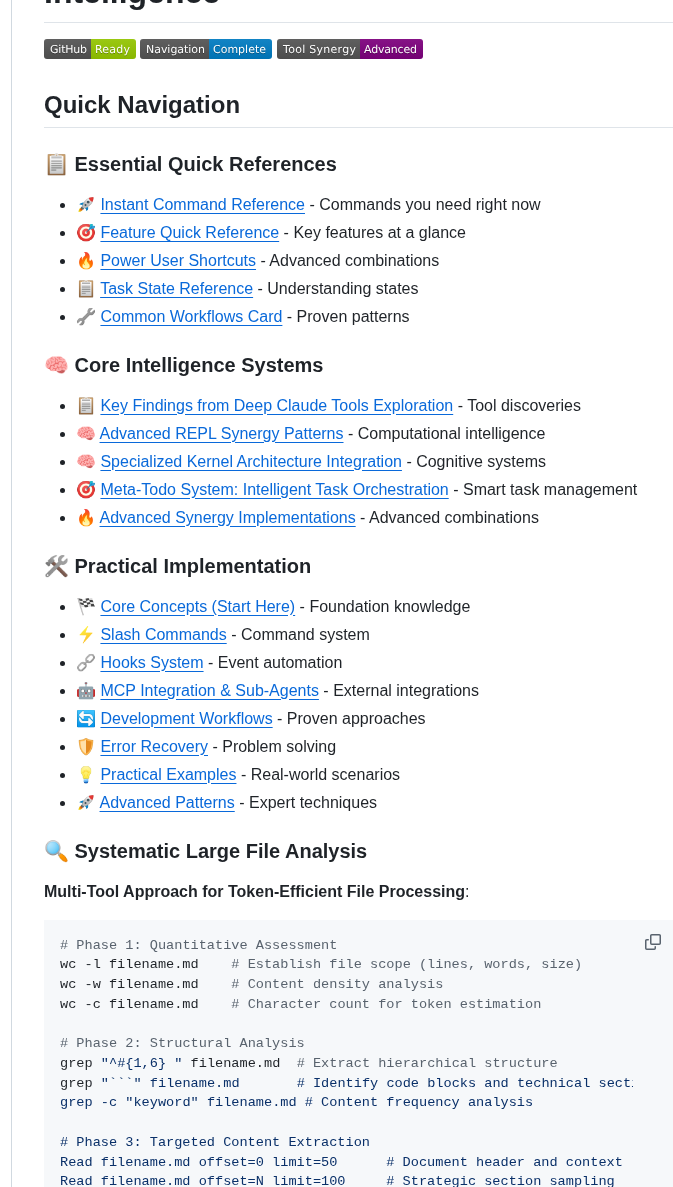 Intelligence
GitHub Ready Navigation Complete Tool Synergy Advanced
Quick Navigation
📋 Essential Quick References
• 🚀 Instant Command Reference - Commands you need right now
• 🎯 Feature Quick Reference - Key features at a glance
• 🔥 Power User Shortcuts - Advanced combinations
• 📋 Task State Reference - Understanding states
• 🔧 Common Workflows Card - Proven patterns
🧠 Core Intelligence Systems
• 📋 Key Findings from Deep Claude Tools Exploration - Tool discoveries
• 🧠 Advanced REPL Synergy Patterns - Computational intelligence
• 🧠 Specialized Kernel Architecture Integration - Cognitive systems
• 🎯 Meta-Todo System: Intelligent Task Orchestration - Smart task management
• 🔥 Advanced Synergy Implementations - Advanced combinations
🛠️ Practical Implementation
• 🏁 Core Concepts (Start Here) - Foundation knowledge
• ⚡ Slash Commands - Command system
• 🔗 Hooks System - Event automation
• 🤖 MCP Integration & Sub-Agents - External integrations
• 🔄 Development Workflows - Proven approaches
• 🛡️ Error Recovery - Problem solving
• 💡 Practical Examples - Real-world scenarios
• 🚀 Advanced Patterns - Expert techniques
🔍 Systematic Large File Analysis
Multi-Tool Approach for Token-Efficient File Processing:
# Phase 1: Quantitative Assessment
wc -l filename.md    # Establish file scope (lines, words, size)
wc -w filename.md    # Content density analysis
wc -c filename.md    # Character count for token estimation
# Phase 2: Structural Analysis
grep "^#{1,6} " filename.md  # Extract hierarchical structure
grep "```" filename.md       # Identify code blocks and technical secti
grep -c "keyword" filename.md # Content frequency analysis
# Phase 3: Targeted Content Extraction
Read filename.md offset=0 limit=50      # Document header and context
Read filename.md offset=N limit=100     # Strategic section sampling